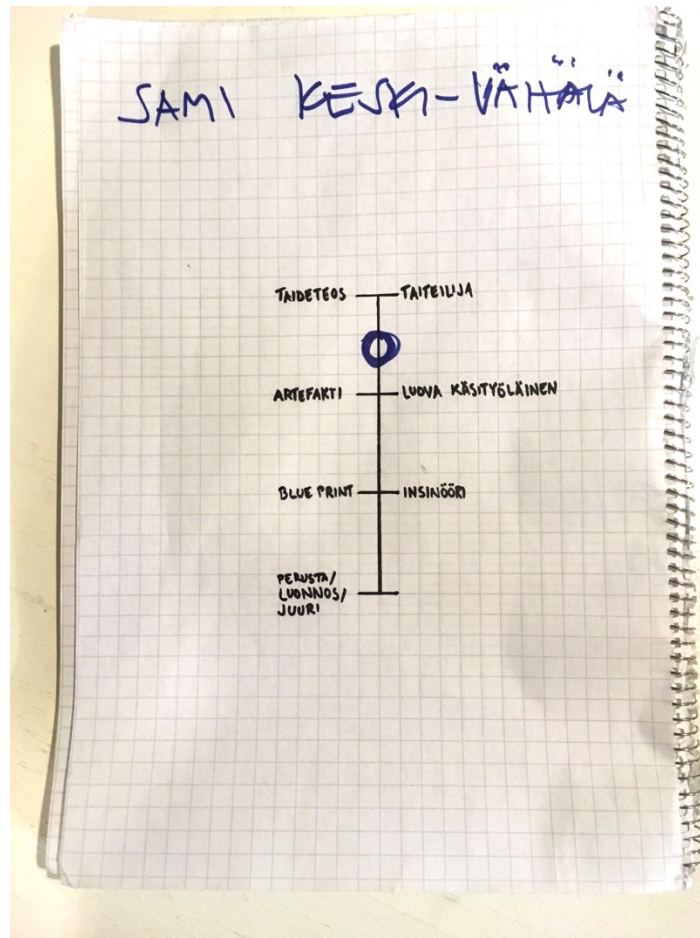 SAMI KESKI-VÄHÄLÄ
TAIDETEOS TAITEILIJA
ARTEFAKTI LUOVA KÄSITYÖLÄINEN
BLUE PRINT INSINÖÖRI
PERUSTA/
LUONNOS/
JUURI